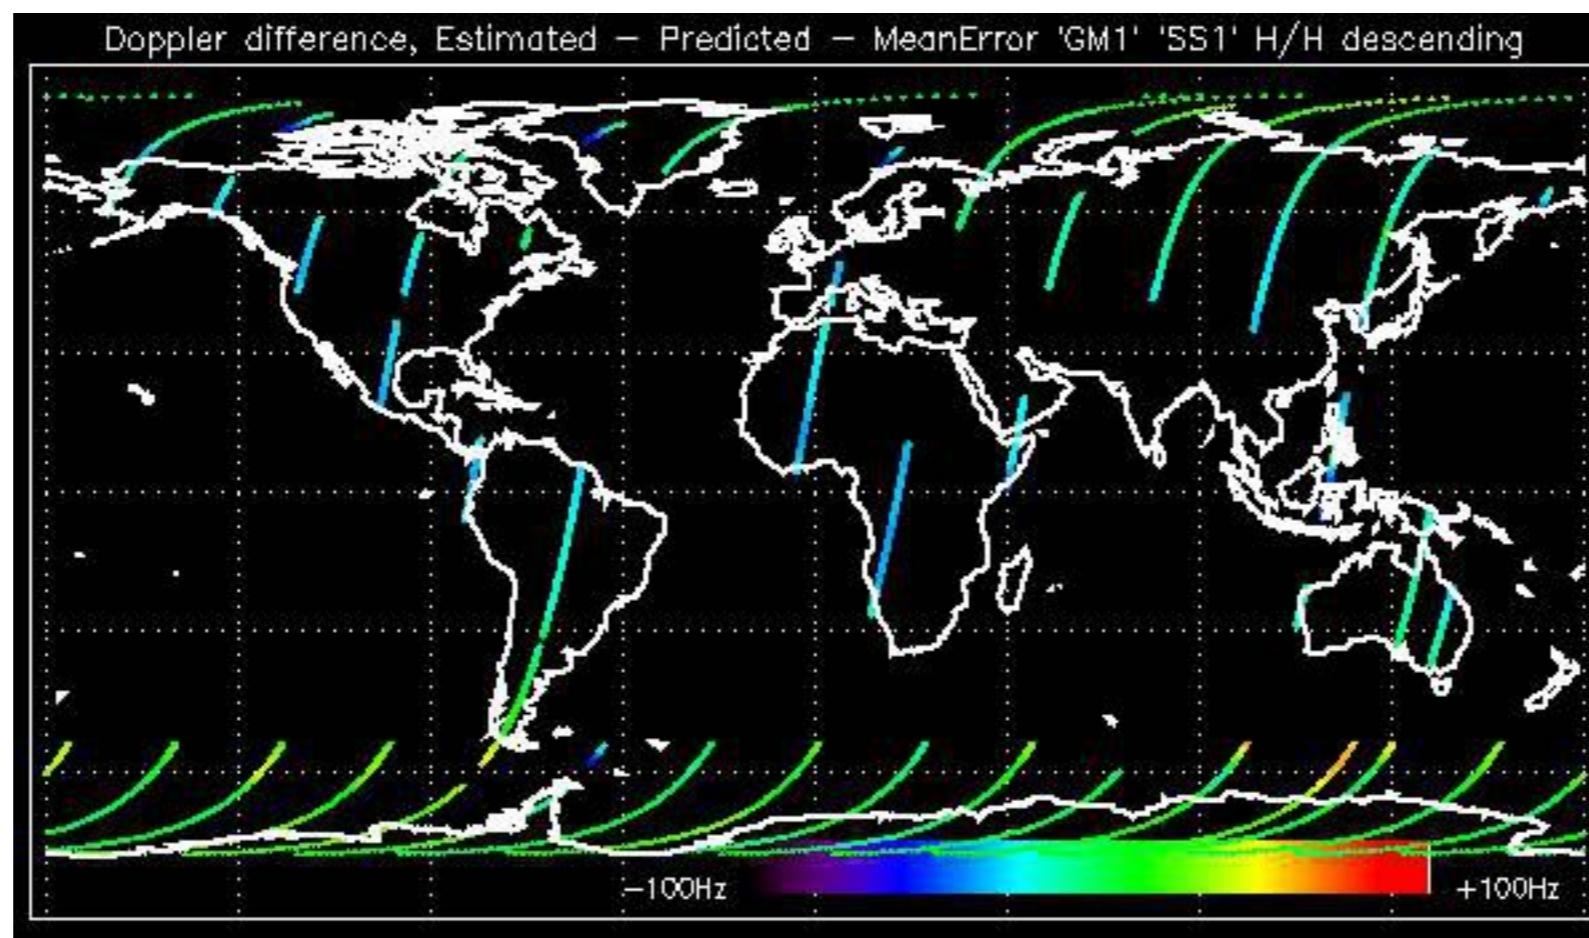 Doppler difference, Estimated - Predicted - MeanError 'GM1' 'SS1' H/H descending
-100Hz
+100Hz